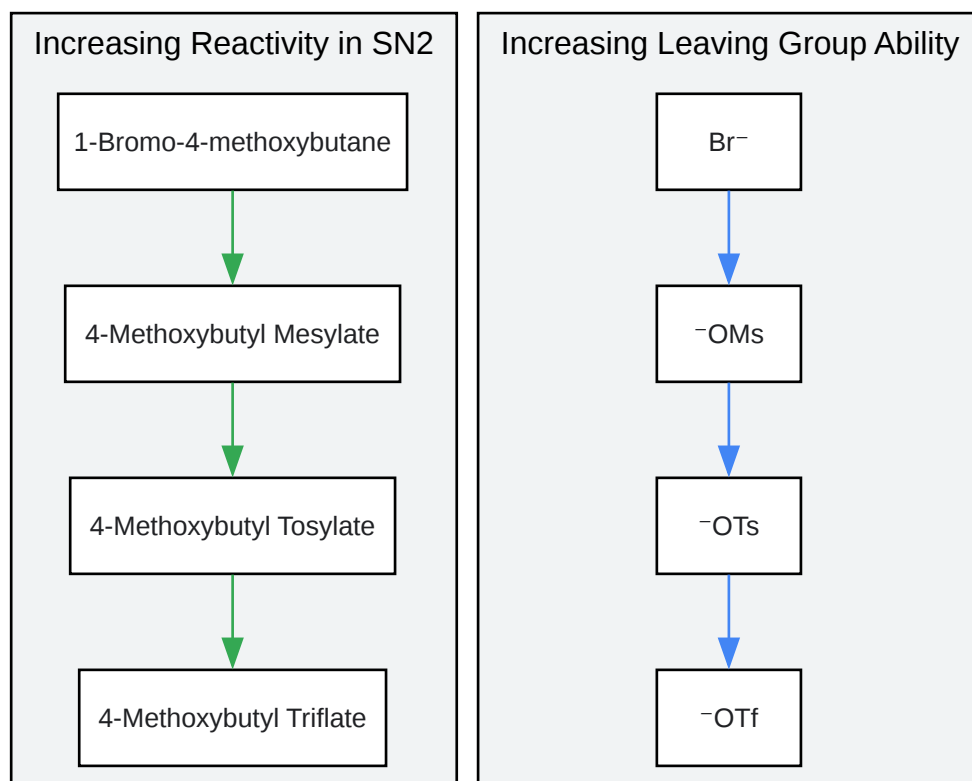 Increasing Reactivity in SN2
1-Bromo-4-methoxybutane
4-Methoxybutyl Mesylate
4-Methoxybutyl Tosylate
4-Methoxybutyl Triflate
Increasing Leaving Group Ability
Br⁻
⁻OMs
⁻OTs
⁻OTf